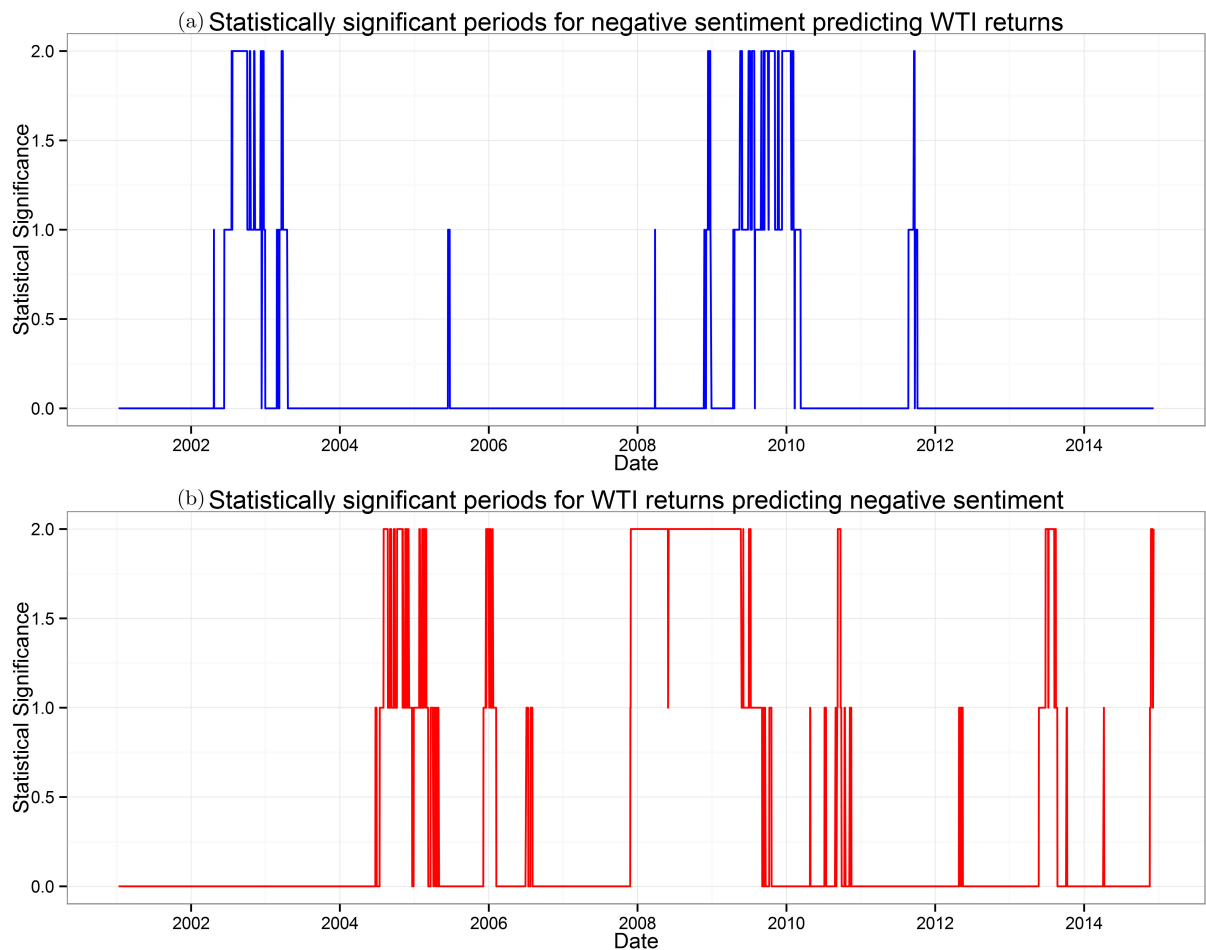 (a) Statistically significant periods for negative sentiment predicting WTI returns
Statistical Significance
2.0
1.5
1.0
0.5
0.0
2002 2004 2006 2008 2010 2012 2014
Date
(b) Statistically significant periods for WTI returns predicting negative sentiment
Statistical Significance
2.0
1.5
1.0
0.5
0.0
2002 2004 2006 2008 2010 2012 2014
Date